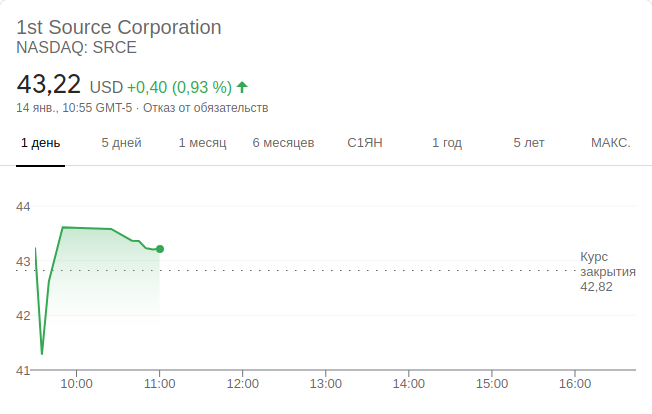 1st Source Corporation
NASDAQ: SRCE
43,22 USD +0,40 (0,93 %)
14 янв., 10:55 GMT-5 · Отказ от обязательств
1 день 5 дней 1 месяц 6 месяцев С1ЯН 1 год 5 лет МАКС.
44
43
42
41
Курс
закрытия
42,82
10:00 11:00 12:00 13:00 14:00 15:00 16:00